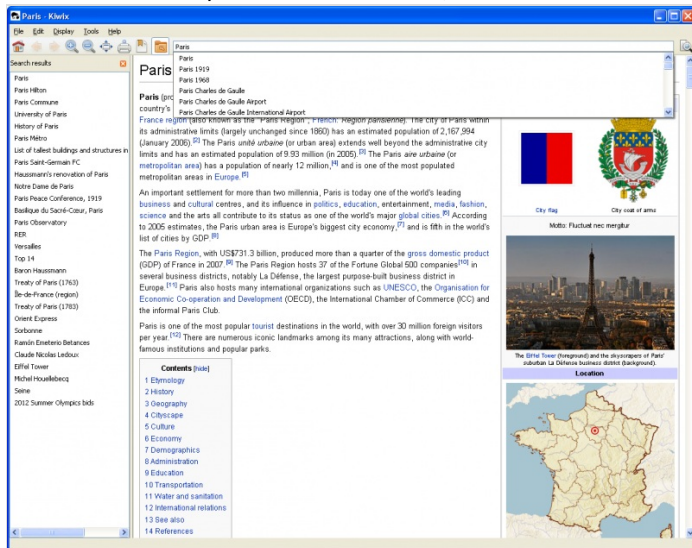 Paris - Kiwix
File Edit Display Tools Help
Paris
Search results
Paris
Paris Hilton
Paris Commune
University of Paris
History of Paris
Paris Métro
List of tallest buildings and structures in
Paris Saint-Germain FC
Haussmann's renovation of Paris
Notre Dame de Paris
Paris Peace Conference, 1919
Basilique du Sacré-Cœur, Paris
Paris Observatory
RER
Versailles
Top 14
Baron Haussmann
Treaty of Paris (1763)
Île-de-France (region)
Treaty of Paris (1783)
Orient Express
Sorbonne
Ramón Emeterio Betances
Claude Nicolas Ledoux
Eiffel Tower
Michel Houellebecq
Seine
2012 Summer Olympics bids
Paris
Paris 1919
Paris 1968
Paris Charles de Gaulle
Paris Charles de Gaulle Airport
Paris Charles de Gaulle International Airport
Paris
Paris
country's
France region (also known as the "Paris Region", French: Région parisienne). The City of Paris within
its administrative limits (largely unchanged since 1860) has an estimated population of 2,167,994
(January 2006).[2] The Paris unité urbaine (or urban area) extends well beyond the administrative city
limits and has an estimated population of 9.93 million (in 2005).[3] The Paris aire urbaine (or
metropolitan area) has a population of nearly 12 million,[4] and is one of the most populated
metropolitan areas in Europe.[5]
An important settlement for more than two millennia, Paris is today one of the world's leading
business and cultural centres, and its influence in politics, education, entertainment, media, fashion,
science and the arts all contribute to its status as one of the world's major global cities.[6] According
to 2005 estimates, the Paris urban area is Europe's biggest city economy,[7] and is fifth in the world's
list of cities by GDP.[8]
The Paris Region, with US$731.3 billion, produced more than a quarter of the gross domestic product
(GDP) of France in 2007.[9] The Paris Region hosts 37 of the Fortune Global 500 companies[10] in
several business districts, notably La Défense, the largest purpose-built business district in
Europe.[11] Paris also hosts many international organizations such as UNESCO, the Organisation for
Economic Co-operation and Development (OECD), the International Chamber of Commerce (ICC) and
the informal Paris Club.
Paris is one of the most popular tourist destinations in the world, with over 30 million foreign visitors
per year.[12] There are numerous iconic landmarks among its many attractions, along with world-
famous institutions and popular parks.
Contents [hide]
1 Etymology
2 History
3 Geography
4 Cityscape
5 Culture
6 Economy
7 Demographics
8 Administration
9 Education
10 Transportation
11 Water and sanitation
12 International relations
13 See also
14 References
City flag
City coat of arms
Motto: Fluctuat nec mergitur
The Eiffel Tower (foreground) and the skyscrapers of Paris'
suburban La Défense business district (background).
Location